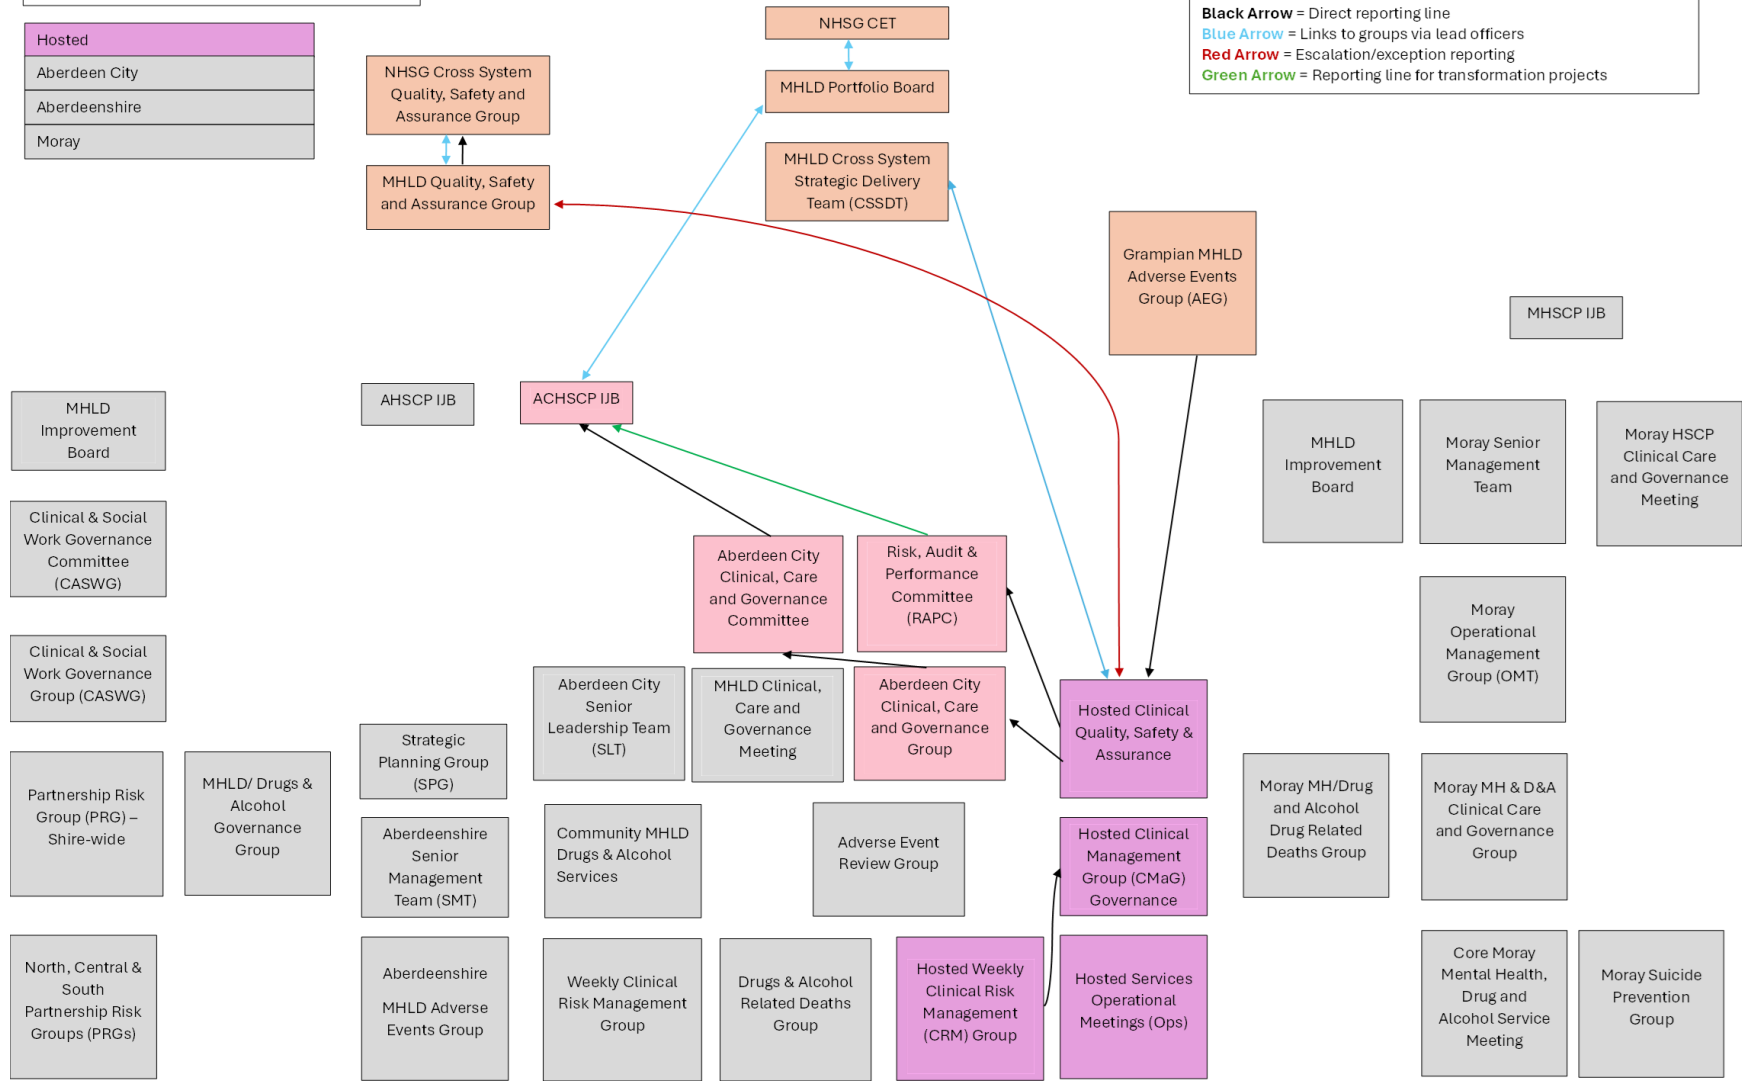 Hosted
Aberdeen City
Aberdeenshire
Moray
NHSG CET
MHLD Portfolio Board
MHLD Cross System
Strategic Delivery
Team (CSSDT)
NHSG Cross System
Quality, Safety and
Assurance Group
MHLD Quality, Safety
and Assurance Group
Black Arrow = Direct reporting line
Blue Arrow = Links to groups via lead officers
Red Arrow = Escalation/exception reporting
Green Arrow = Reporting line for transformation projects
Grampian MHLD
Adverse Events
Group (AEG)
MHSCP IJB
MHLD
Improvement
Board
AHSCP IJB
ACHSCP IJB
MHLD
Improvement
Board
Moray Senior
Management
Team
Moray HSCP
Clinical Care
and Governance
Meeting
Clinical & Social
Work Governance
Committee
(CASWG)
Aberdeen City
Clinical, Care
and Governance
Committee
Risk, Audit &
Performance
Committee
(RAPC)
Moray
Operational
Management
Group (OMT)
Clinical & Social
Work Governance
Group (CASWG)
Aberdeen City
Senior
Leadership Team
(SLT)
MHLD Clinical,
Care and
Governance
Meeting
Aberdeen City
Clinical, Care
and Governance
Group
Hosted Clinical
Quality, Safety &
Assurance
Partnership Risk
Group (PRG) –
Shire-wide
MHLD/ Drugs &
Alcohol
Governance
Group
Strategic
Planning Group
(SPG)
Aberdeenshire
Senior
Management
Team (SMT)
Community MHLD
Drugs & Alcohol
Services
Adverse Event
Review Group
Hosted Clinical
Management
Group (CMaG)
Governance
Moray MH/Drug
and Alcohol
Drug Related
Deaths Group
Moray MH & D&A
Clinical Care
and Governance
Group
North, Central &
South
Partnership Risk
Groups (PRGs)
Aberdeenshire
MHLD Adverse
Events Group
Weekly Clinical
Risk Management
Group
Drugs & Alcohol
Related Deaths
Group
Hosted Weekly
Clinical Risk
Management
(CRM) Group
Hosted Services
Operational
Meetings (Ops)
Core Moray
Mental Health,
Drug and
Alcohol Service
Meeting
Moray Suicide
Prevention
Group